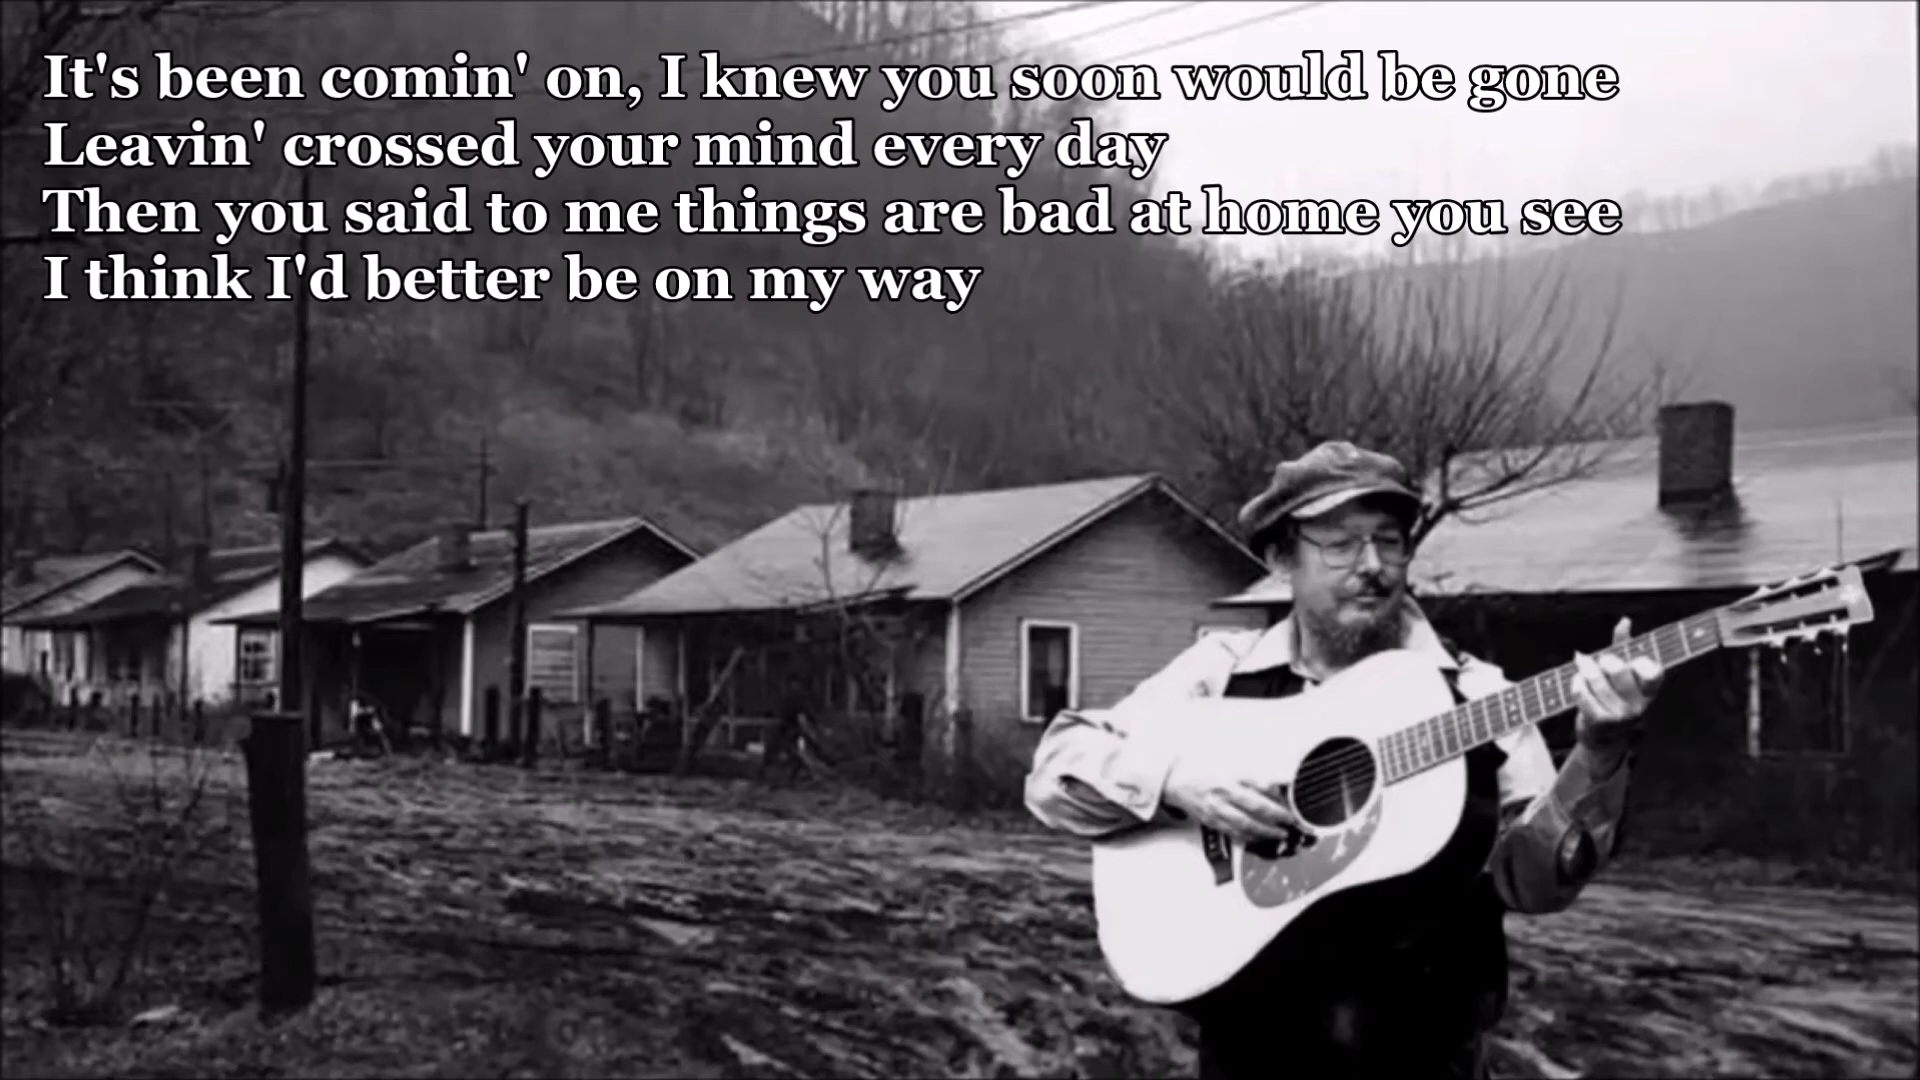 It's been comin' on, I knew you soon would be gone
Leavin' crossed your mind every day
Then you said to me things are bad at home you see
I think I'd better be on my way